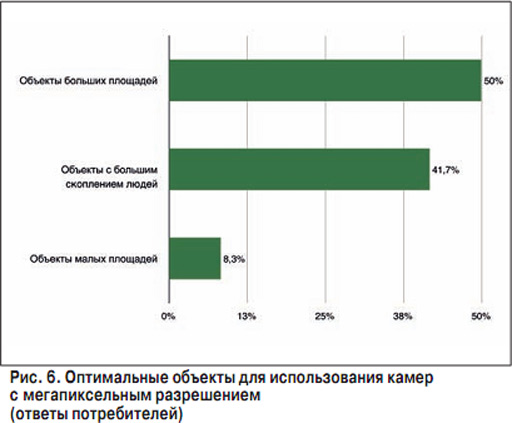 Объекты больших площадей
50%
Объекты с большим
скоплением людей
41,7%
Объекты малых площадей
8,3%
0%
13%
25%
38%
50%
Рис. 6. Оптимальные объекты для использования камер
с мегапиксельным разрешением
(ответы потребителей)